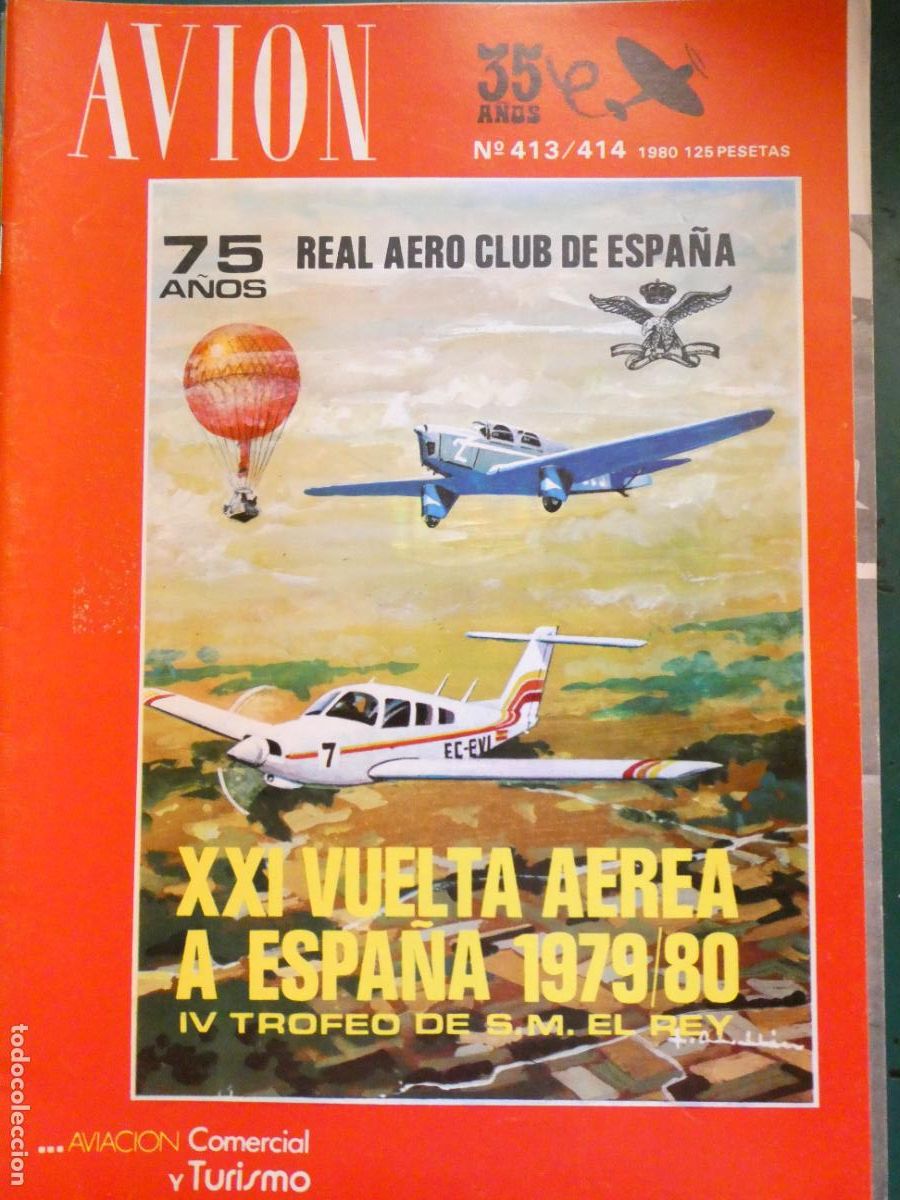 AVION
35
AÑOS
Nº 413/414 1980 125 PESETAS
75
AÑOS
REAL AERO CLUB DE ESPAÑA
2
7
EC-EVI
XXI VUELTA AEREA
A ESPAÑA 1979/80
IV TROFEO DE S.M. EL REY
... AVIACION Comercial
y Turismo
todocoleccion